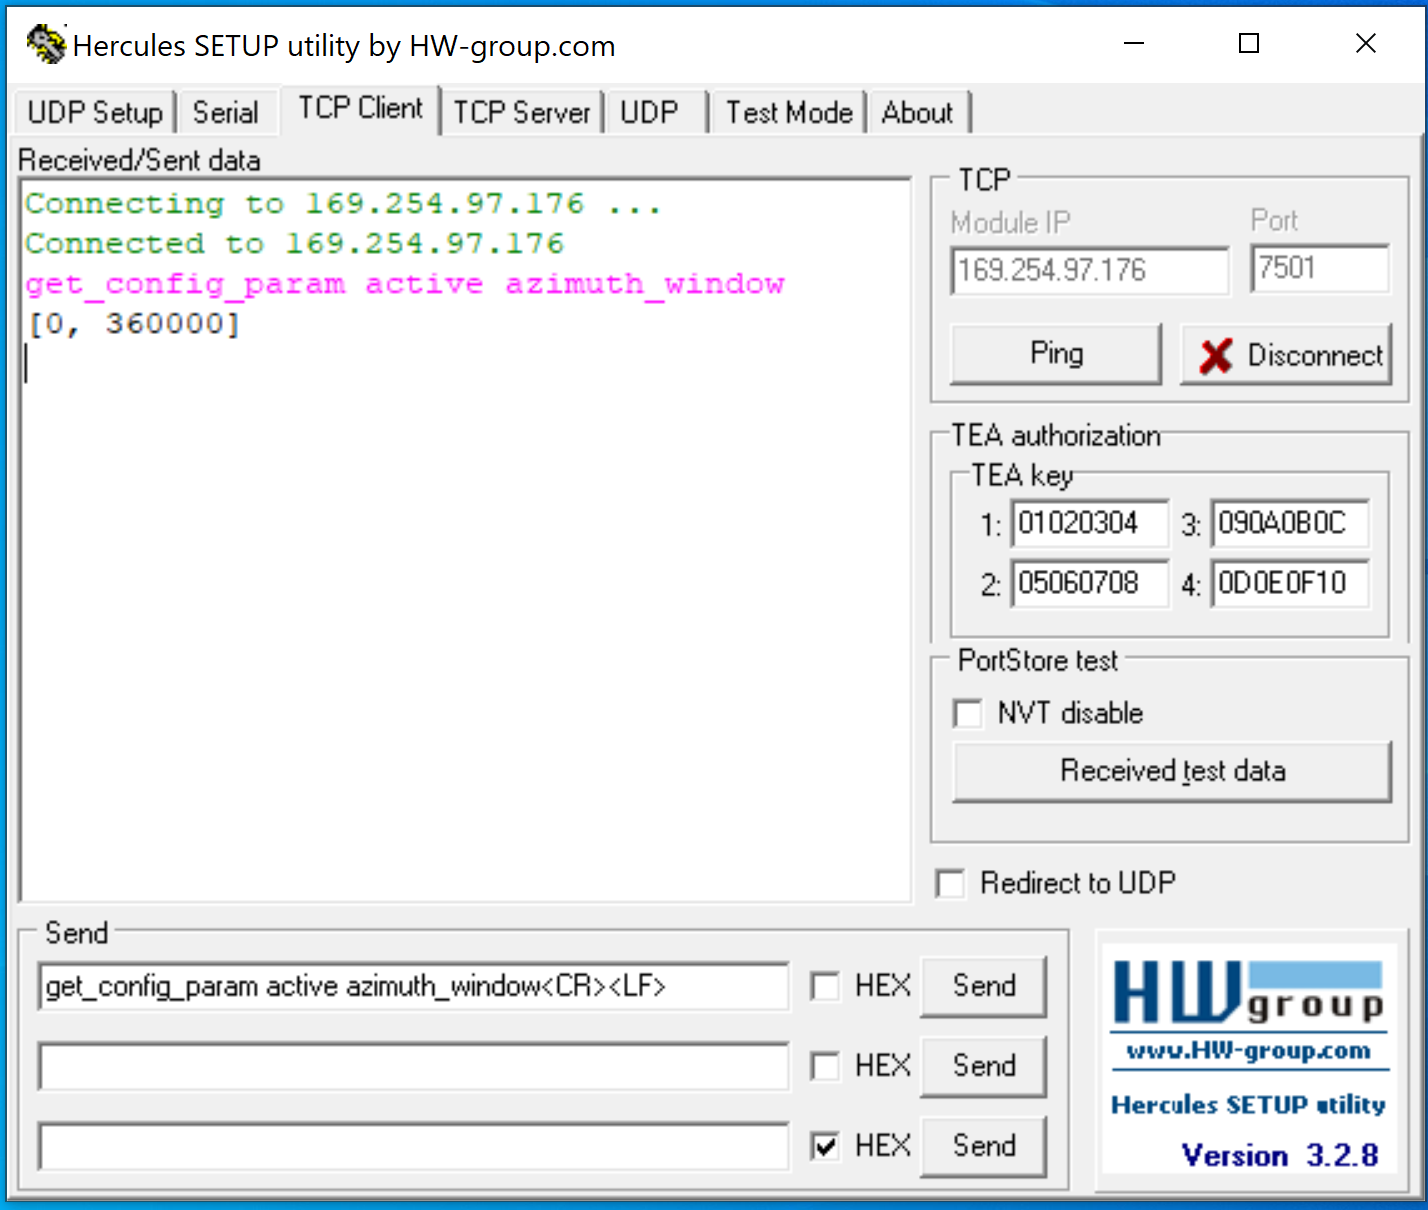 Hercules SETUP utility by HW-group.com
UDP Setup Serial TCP Client TCP Server UDP Test Mode About
Received/Sent data
Connecting to 169.254.97.176 ...
Connected to 169.254.97.176
get_config_param active azimuth_window
[0, 360000]
TCP
Module IP Port
169.254.97.176 7501
Ping Disconnect
TEA authorization
TEA key
1: 01020304 3: 090A0B0C
2: 05060708 4: 0D0E0F10
PortStore test
NVT disable
Received test data
Redirect to UDP
Send
get_config_param active azimuth_window<CR><LF> HEX Send
HEX Send
HEX Send
HW group
www.HW-group.com
Hercules SETUP utility
Version 3.2.8